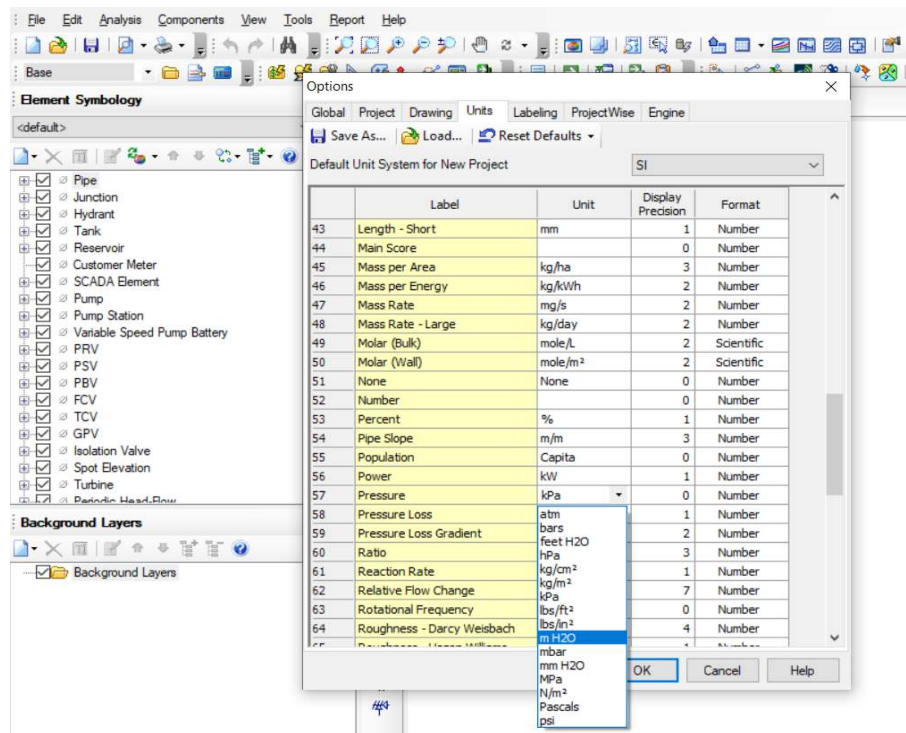 File Edit Analysis Components View Tools Report Help
Base
Element Symbology
<default>
Pipe
Junction
Hydrant
Tank
Reservoir
Customer Meter
SCADA Element
Pump
Pump Station
Variable Speed Pump Battery
PRV
PSV
PBV
FCV
TCV
GPV
Isolation Valve
Spot Elevation
Turbine
Periodic Head-Flow
Background Layers
Background Layers
Options
Global Project Drawing Units Labeling ProjectWise Engine
Save As... Load... Reset Defaults
Default Unit System for New Project SI
Label Unit Display Precision Format
43 Length - Short mm 1 Number
44 Main Score 0 Number
45 Mass per Area kg/ha 3 Number
46 Mass per Energy kg/kWh 2 Number
47 Mass Rate mg/s 2 Number
48 Mass Rate - Large kg/day 2 Number
49 Molar (Bulk) mole/L 2 Scientific
50 Molar (Wall) mole/m² 2 Scientific
51 None None 0 Number
52 Number 0 Number
53 Percent % 1 Number
54 Pipe Slope m/m 3 Number
55 Population Capita 0 Number
56 Power kW 1 Number
57 Pressure kPa 0 Number
58 Pressure Loss 1 Number
59 Pressure Loss Gradient 2 Number
60 Ratio 3 Number
61 Reaction Rate 1 Number
62 Relative Flow Change 7 Number
63 Rotational Frequency 0 Number
64 Roughness - Darcy Weisbach 4 Number
atm
bars
feet H2O
hPa
kg/cm²
kg/m²
kPa
lbs/ft²
lbs/in²
m H2O
mbar
mm H2O
MPa
N/m²
Pascals
psi
OK Cancel Help